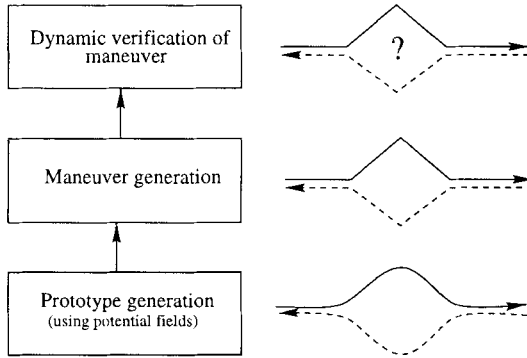 Dynamic verification of
maneuver
?
Maneuver generation
Prototype generation
(using potential fields)